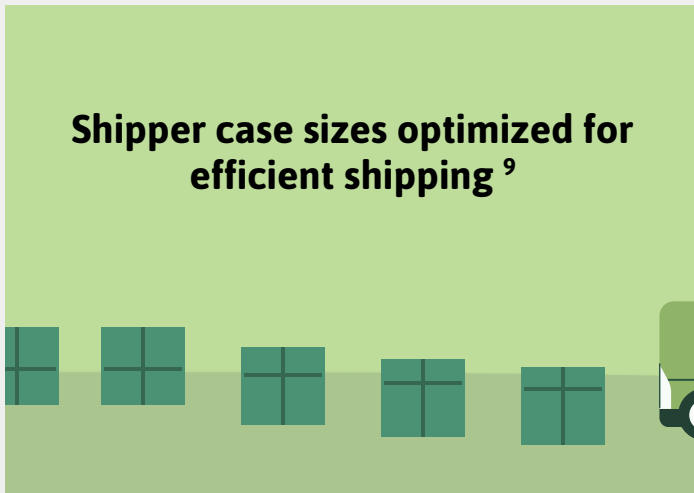 Shipper case sizes optimized for
efficient shipping ⁹